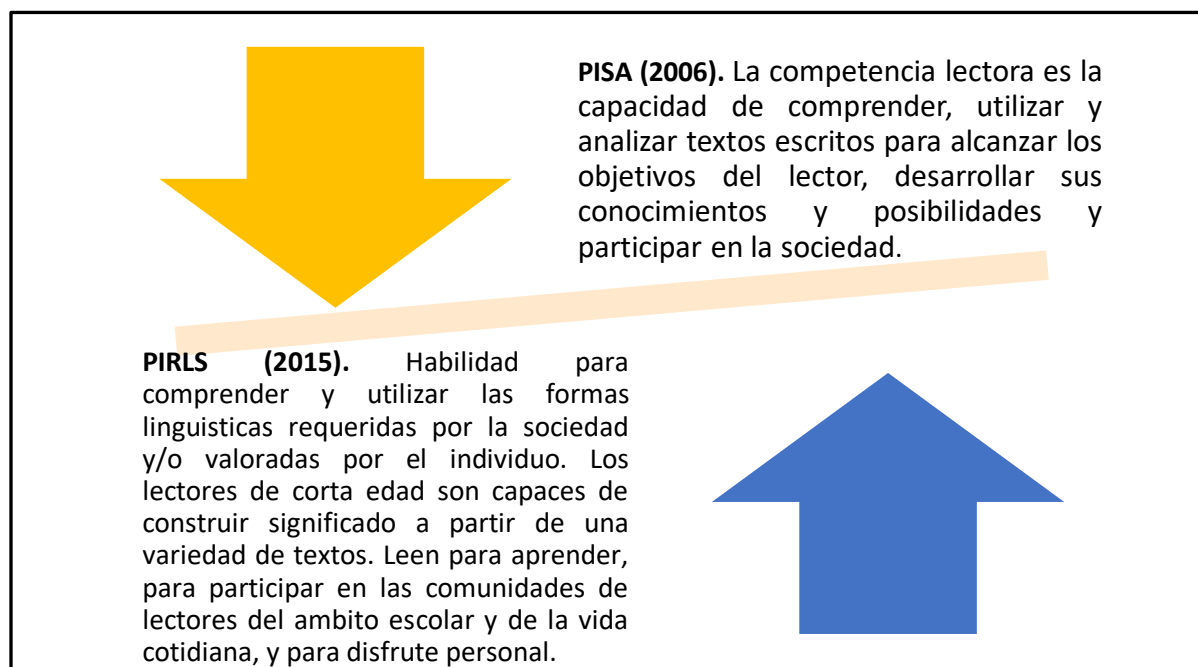 PISA (2006). La competencia lectora es la
capacidad de comprender, utilizar y
analizar textos escritos para alcanzar los
objetivos del lector, desarrollar sus
conocimientos y posibilidades y
participar en la sociedad.
PIRLS (2015). Habilidad para
comprender y utilizar las formas
linguisticas requeridas por la sociedad
y/o valoradas por el individuo. Los
lectores de corta edad son capaces de
construir significado a partir de una
variedad de textos. Leen para aprender,
para participar en las comunidades de
lectores del ambito escolar y de la vida
cotidiana, y para disfrute personal.